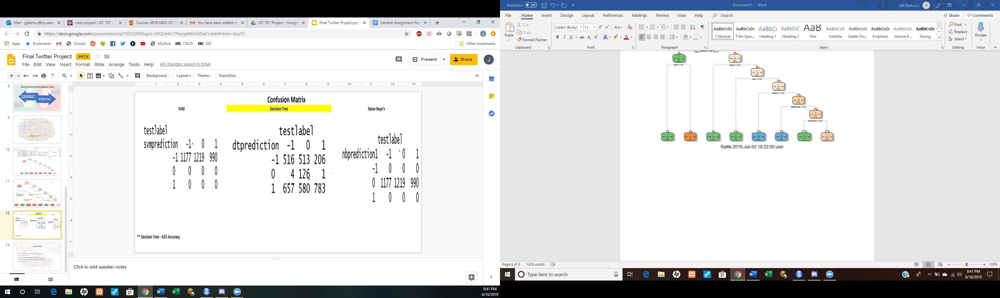 Mail - jgbertuc@syr.edu
class-project | IST 707 -
Course: 2019-0403 IST
You have been added to
IST 707 Project - Google
Final Twitter Project.pptx
General Assignment Req
https://docs.google.com/presentation/d/1f2OQPNSqpU-59QGMn1TPwcgM6V2dSxE1/edit#slide=id.p12
Apps Bookmarks SUmail MySlice CRUD SID Other bookmarks
Final Twitter Project .PPTX
File Edit View Insert Format Slide Arrange Tools Help All changes saved in Drive
Present Share J
Background... Layout Theme... Transition...
8
Most Positive & Most Negative Tweet
9
uber
10
11
12
13
Conclusion
Confusion Matrix
SVM Decision Tree Naive Baye's
testlabel
svmprediction -1 0 1
-1 1177 1219 990
0 0 0 0
1 0 0 0
testlabel
dtprediction -1 0 1
-1 516 513 206
0 4 126 1
1 657 580 783
testlabel
nbprediction1 -1 0 1
-1 0 0 0
0 1177 1219 990
1 0 0 0
** Decision Tree - 42% Accuracy
Click to add speaker notes
8:41 PM
6/10/2019
AutoSave Off Document1 - Word Jeff Bertucci JB
File Home Insert Design Layout References Mailings Review View Help Search Share Comments
Paste
Cut
Copy
Format Painter
Clipboard
Calibri (Body) 11
Font
Paragraph
AaBbCcDc AaBbCcDc AaBbCc AaBbCcE AaB AaBbCcD AaBbCcDc AaBbCcDc AaBbCcDc AaBbCcDc
¶ Normal ¶ No Spac... Heading 1 Heading 2 Title Subtitle Subtle Em... Emphasis Intense E... Strong
Styles
Find
Replace
Select
Editing
Dictate
Voice
billion >= 0.5
grow < 0.5
alone >= 0.5
loss >= 0.5
motive >= 0.5
happening >= 0.5
homehow >= 0.5
Rattle 2019-Jun-05 18:22:00 user
Page 6 of 6 1426 words 100%
Type here to search
8:41 PM
6/10/2019